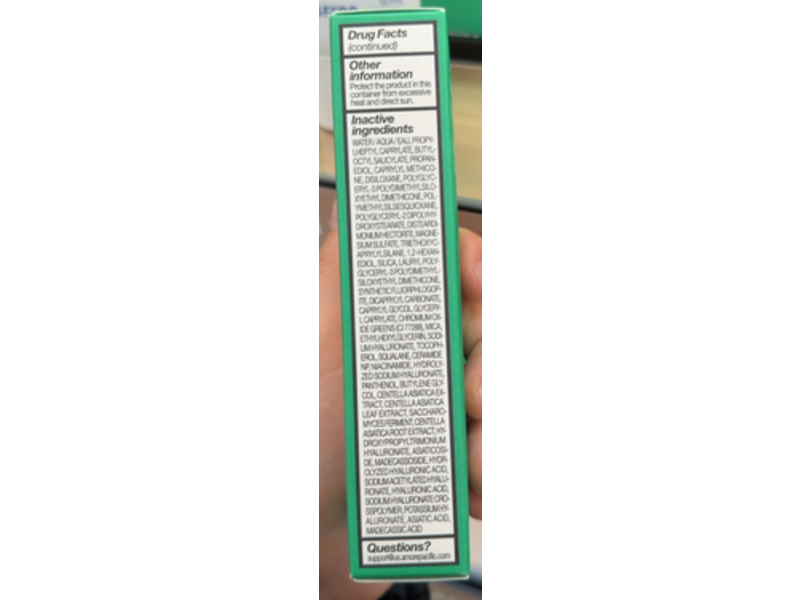 Drug Facts
(continued)
Other
information
Protect the product in this
container from excessive
heat and direct sun.
Inactive
ingredients
WATER / AQUA / EAU, PROPY-
LHEPTYL CAPRYLATE, BUTYL-
OCTYL SALICYLATE, PROPAN-
EDIOL, CAPRYLYL METHICO-
NE, DISILOXANE, POLYGLYC-
ERYL-3 POLYDIMETHYLSILO-
XYETHYL DIMETHICONE, POL-
YMETHYLSILSESQUIOXANE,
POLYGLYCERYL-2 DIPOLYHY-
DROXYSTEARATE, DISTEARDI-
MONIUM HECTORITE, MAGNE-
SIUM SULFATE, TRIETHOXYC-
APRYLYLSILANE, 1,2-HEXAN-
EDIOL, SILICA, LAURYL POLY-
GLYCERYL-3 POLYDIMETHYL-
SILOXYETHYL DIMETHICONE,
SYNTHETIC FLUORPHLOGOP-
ITE, DICAPRYLYL CARBONATE,
CAPRYLYL GLYCOL, GLYCERY-
L CAPRYLATE, CHROMIUM OX-
IDE GREENS (CI 77288), MICA,
ETHYLHEXYLGLYCERIN, SODI-
UM HYALURONATE, TOCOPH-
EROL, SQUALANE, CERAMIDE
NP, NIACINAMIDE, HYDROLY-
ZED SODIUM HYALURONATE,
PANTHENOL, BUTYLENE GLY-
COL, CENTELLA ASIATICA EX-
TRACT, CENTELLA ASIATICA
LEAF EXTRACT, SACCHARO-
MYCES FERMENT, CENTELLA
ASIATICA ROOT EXTRACT, HY-
DROXYPROPYLTRIMONIUM
HYALURONATE, ASIATICOSI-
DE, MADECASSOSIDE, HYDR-
OLYZED HYALURONIC ACID,
SODIUM ACETYLATED HYALU-
RONATE, HYALURONIC ACID,
SODIUM HYALURONATE CRO-
SSPOLYMER, POTASSIUM HY-
ALURONATE, ASIATIC ACID,
MADECASSIC ACID
Questions?
support@us.amorepacific.com